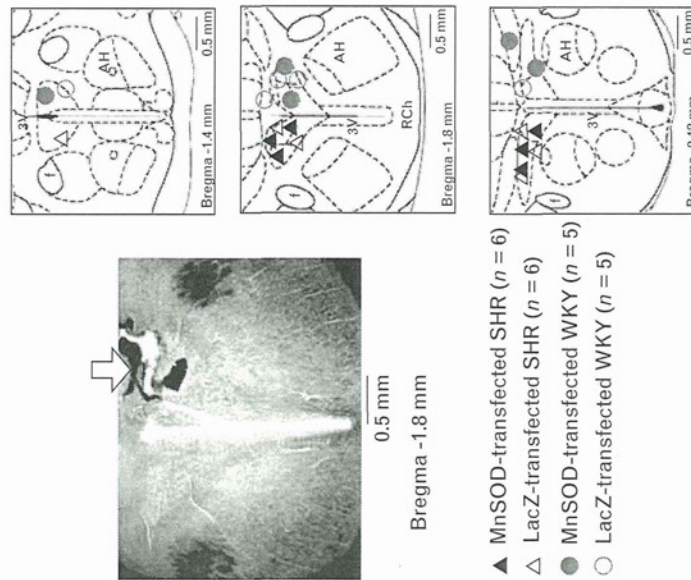 3V
f
AH
0.5 mm
Bregma -1.4 mm
AH
f
3V
RCh
0.5 mm
Bregma -1.8 mm
AH
f
3V
0.5 mm
0.5 mm
Bregma -1.8 mm
MnSOD-transfected SHR (n = 6)
LacZ-transfected SHR (n = 6)
MnSOD-transfected WKY (n = 5)
LacZ-transfected WKY (n = 5)